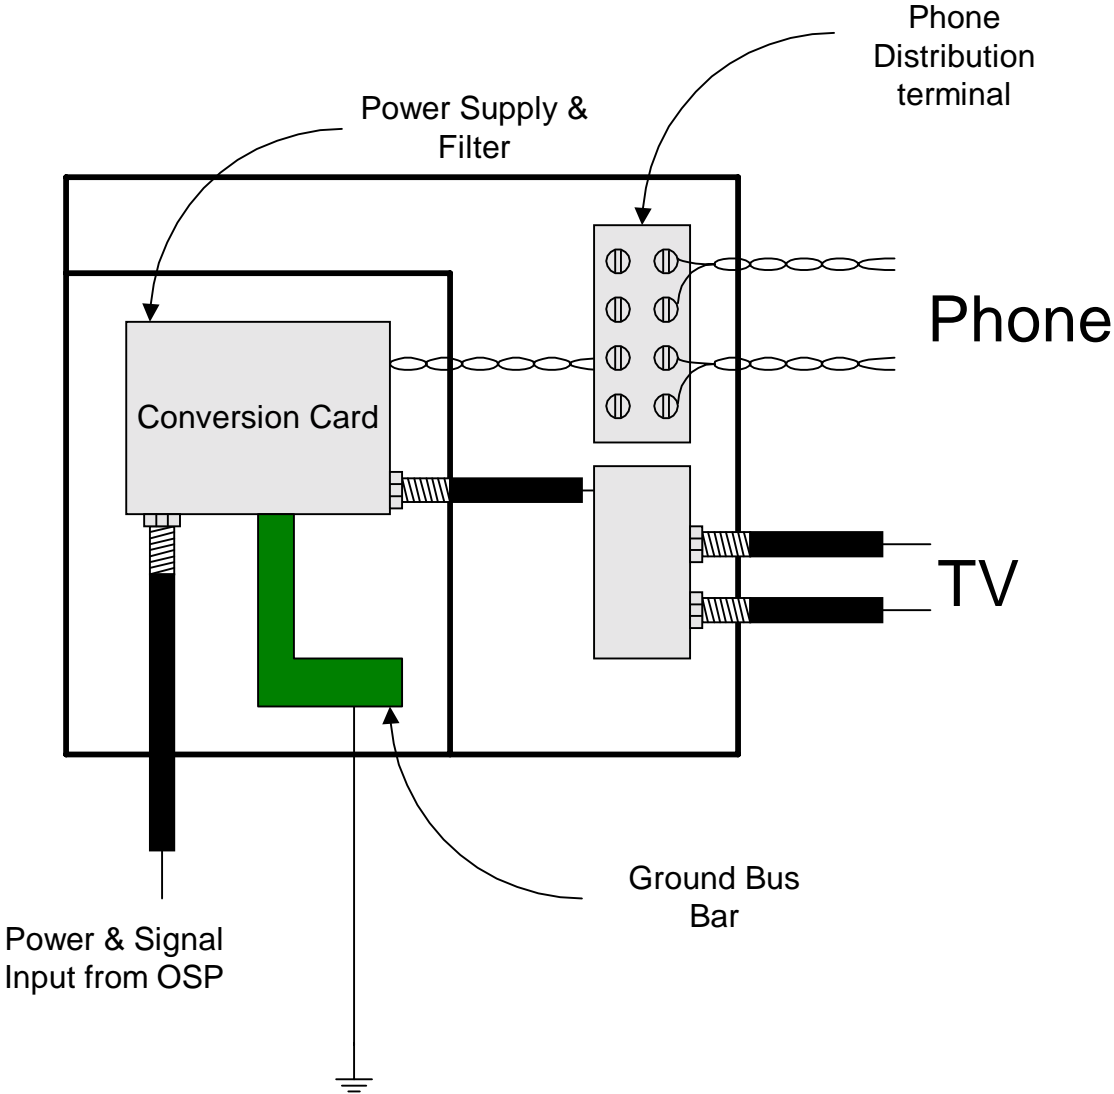 Phone
Distribution
terminal
Power Supply &
Filter
Phone
Conversion Card
TV
Ground Bus
Bar
Power & Signal
Input from OSP